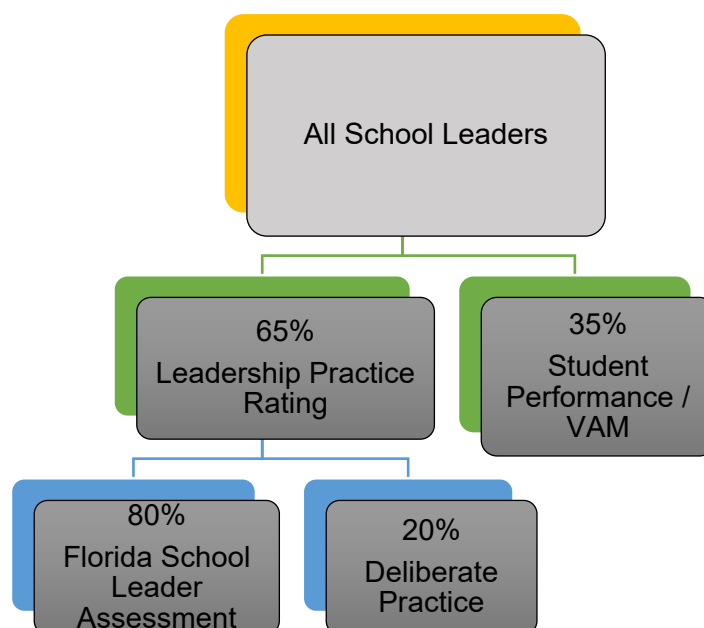 All School Leaders
65%
Leadership Practice
Rating
35%
Student
Performance /
VAM
80%
Florida School
Leader
Assessment
20%
Deliberate
Practice